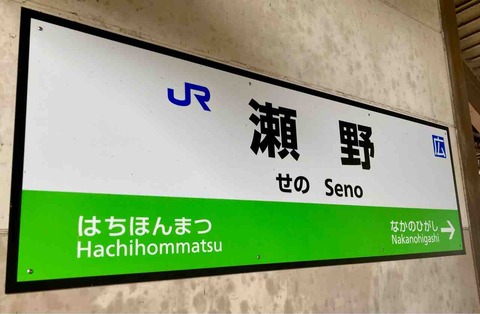 JR
瀬野
広
せの Seno
はちほんまつ
Hachihommatsu
なかのひがし
Nakanohigashi
→